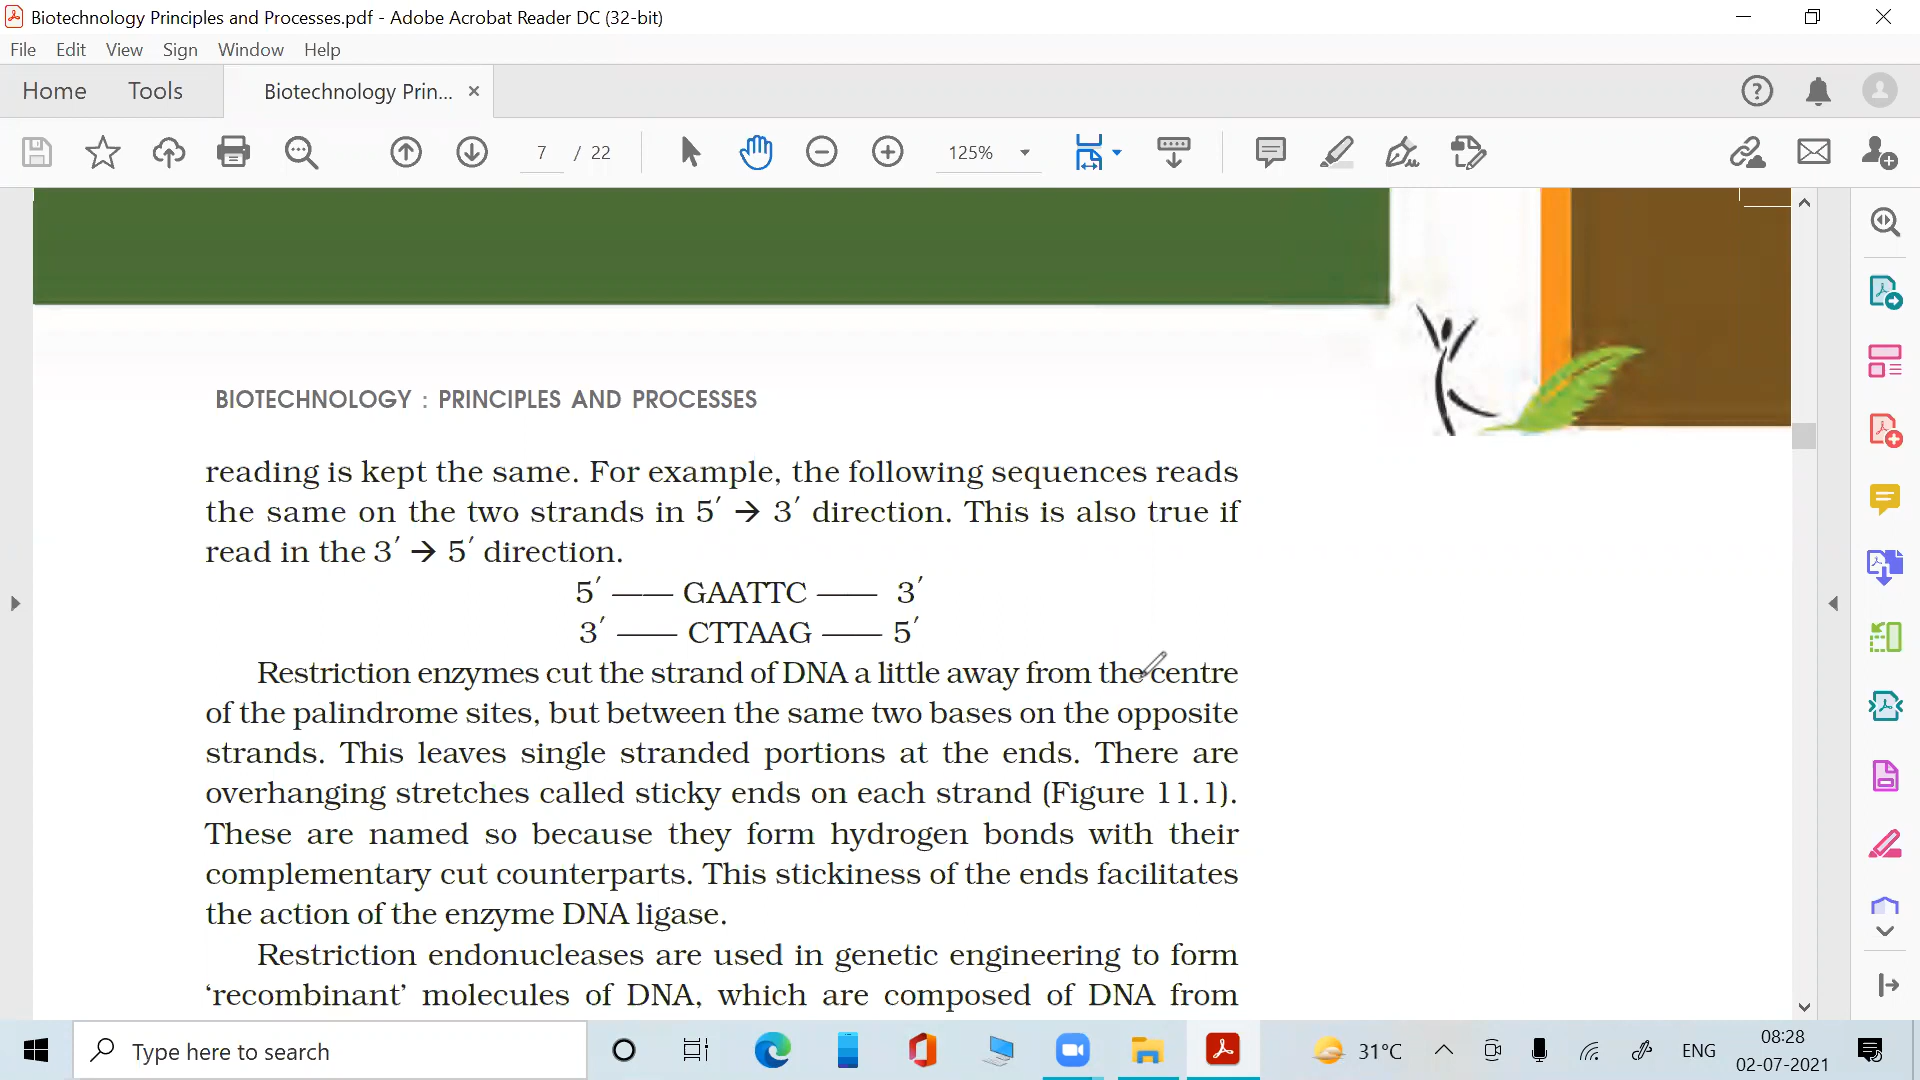 Biotechnology Principles and Processes.pdf - Adobe Acrobat Reader DC (32-bit)
File Edit View Sign Window Help
Home Tools Biotechnology Prin... ×
7 / 22 125%
BIOTECHNOLOGY : PRINCIPLES AND PROCESSES
reading is kept the same. For example, the following sequences reads
the same on the two strands in 5′ → 3′ direction. This is also true if
read in the 3′ → 5′ direction.
5′ —— GAATTC —— 3′
3′ —— CTTAAG —— 5′
Restriction enzymes cut the strand of DNA a little away from the centre
of the palindrome sites, but between the same two bases on the opposite
strands. This leaves single stranded portions at the ends. There are
overhanging stretches called sticky ends on each strand (Figure 11.1).
These are named so because they form hydrogen bonds with their
complementary cut counterparts. This stickiness of the ends facilitates
the action of the enzyme DNA ligase.
Restriction endonucleases are used in genetic engineering to form
‘recombinant’ molecules of DNA, which are composed of DNA from
Type here to search 31°C ENG 08:28
02-07-2021